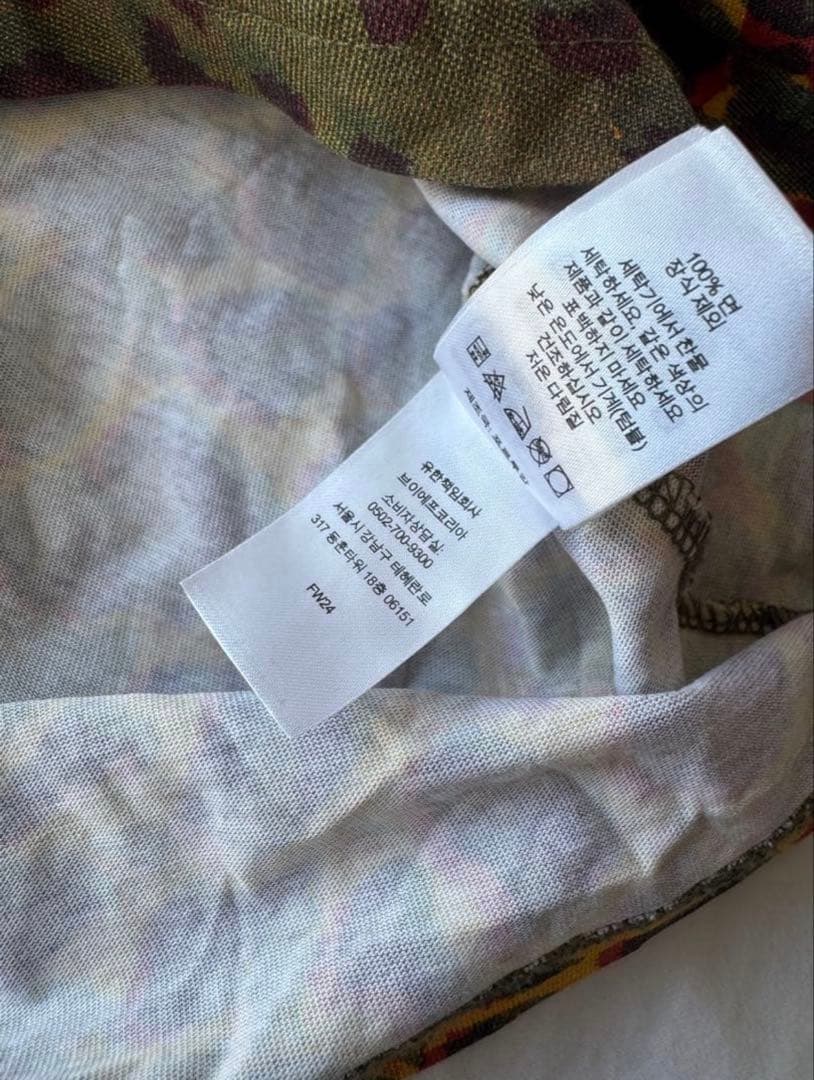 100% 면
장식 제외
세탁기에서 찬물
세탁하세요, 같은 색상의
제품과 같이 세탁하세요
표백하지 마세요
낮은 온도에서 기계(텀블)
건조하십시오
저온 다림질
유한책임회사
브이에프코리아
소비자상담실:
0502-700-9300
서울시 강남구 테헤란로
317 동훈타워 18층 06151
FW24